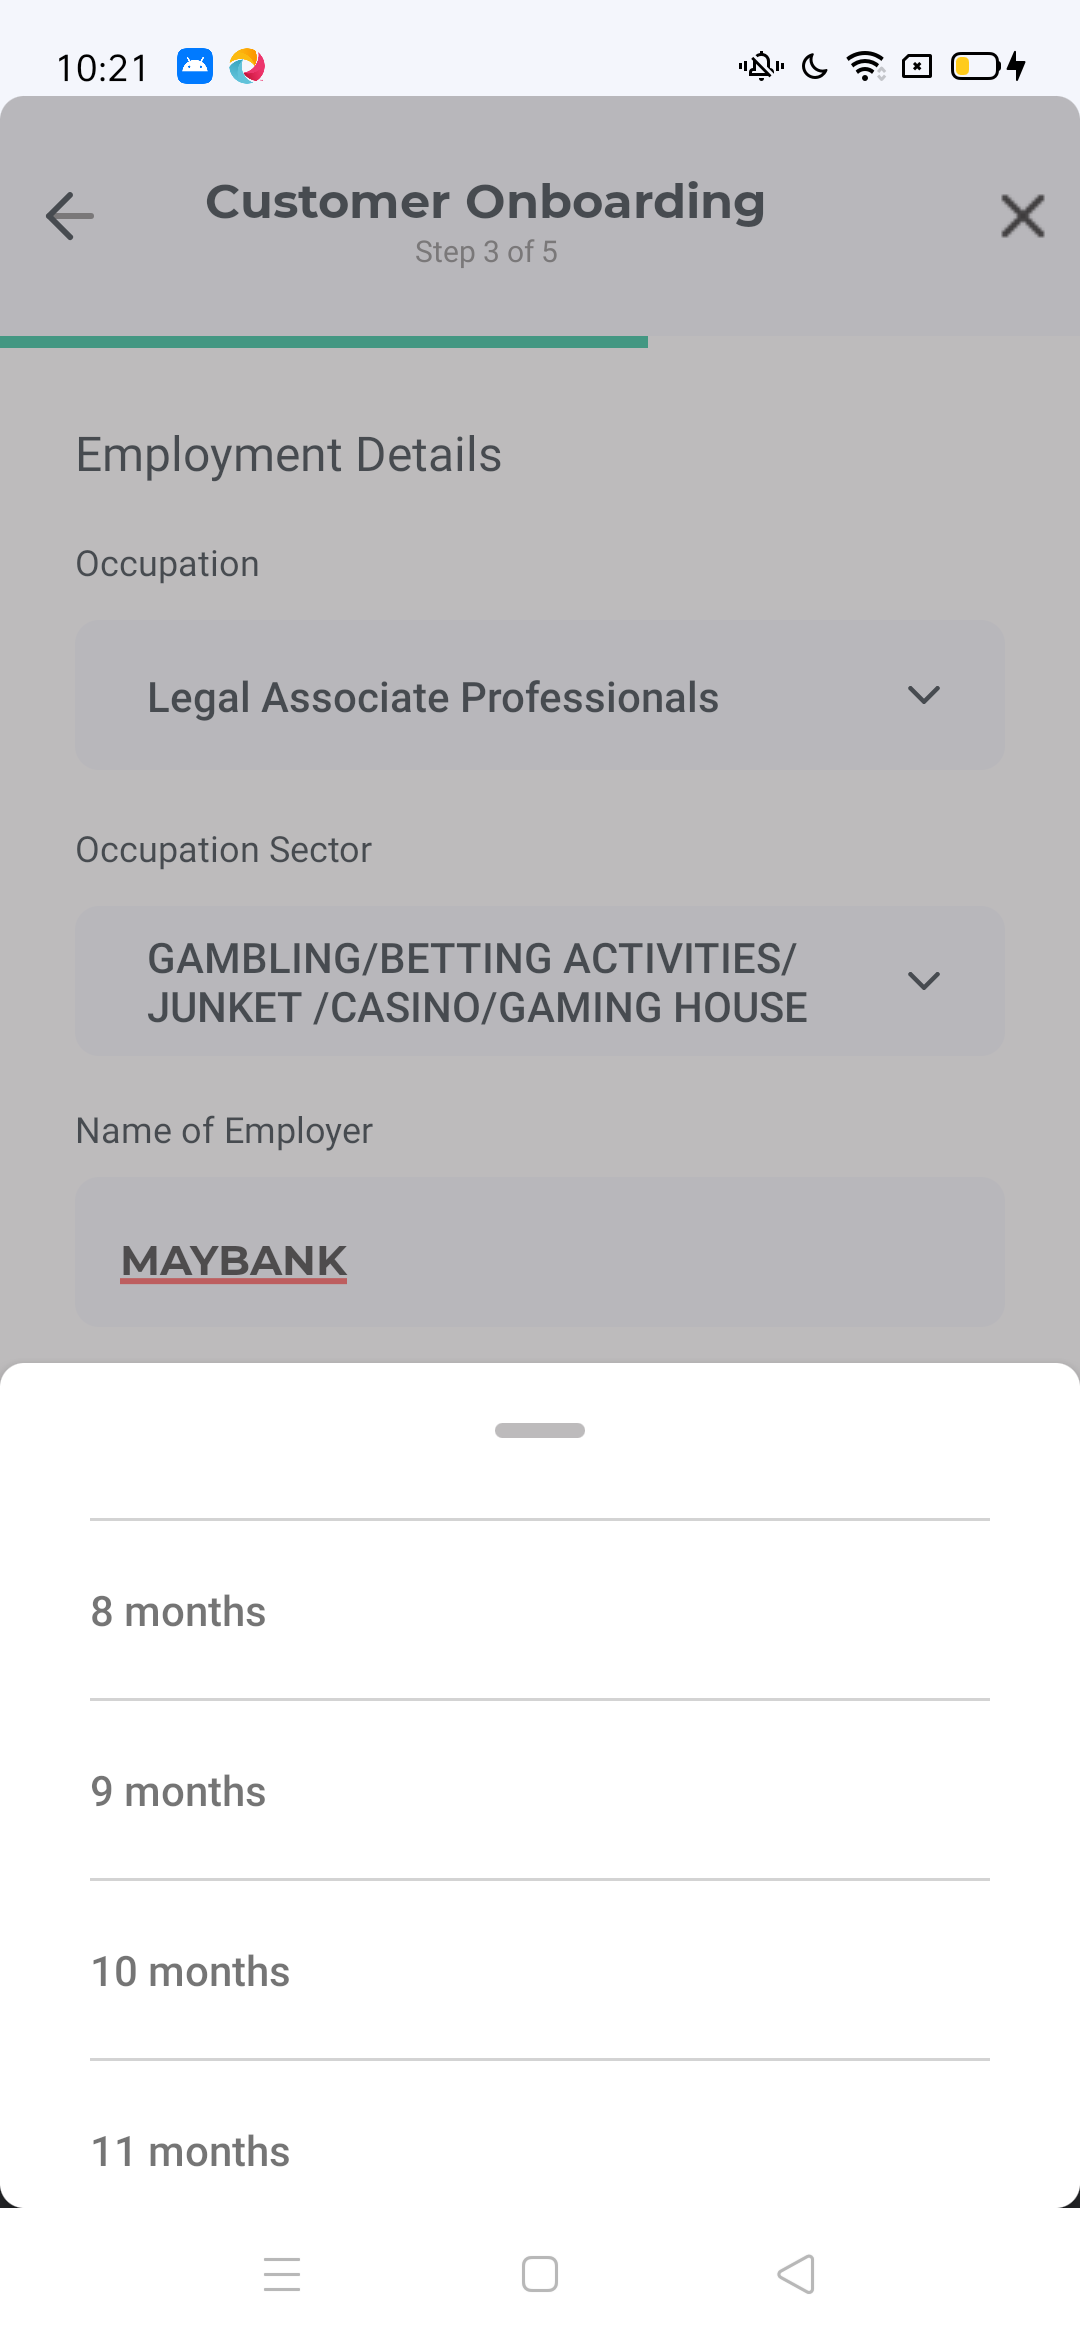 10:21
Customer Onboarding
Step 3 of 5
Employment Details
Occupation
Legal Associate Professionals
Occupation Sector
GAMBLING/BETTING ACTIVITIES/
JUNKET /CASINO/GAMING HOUSE
Name of Employer
MAYBANK
8 months
9 months
10 months
11 months